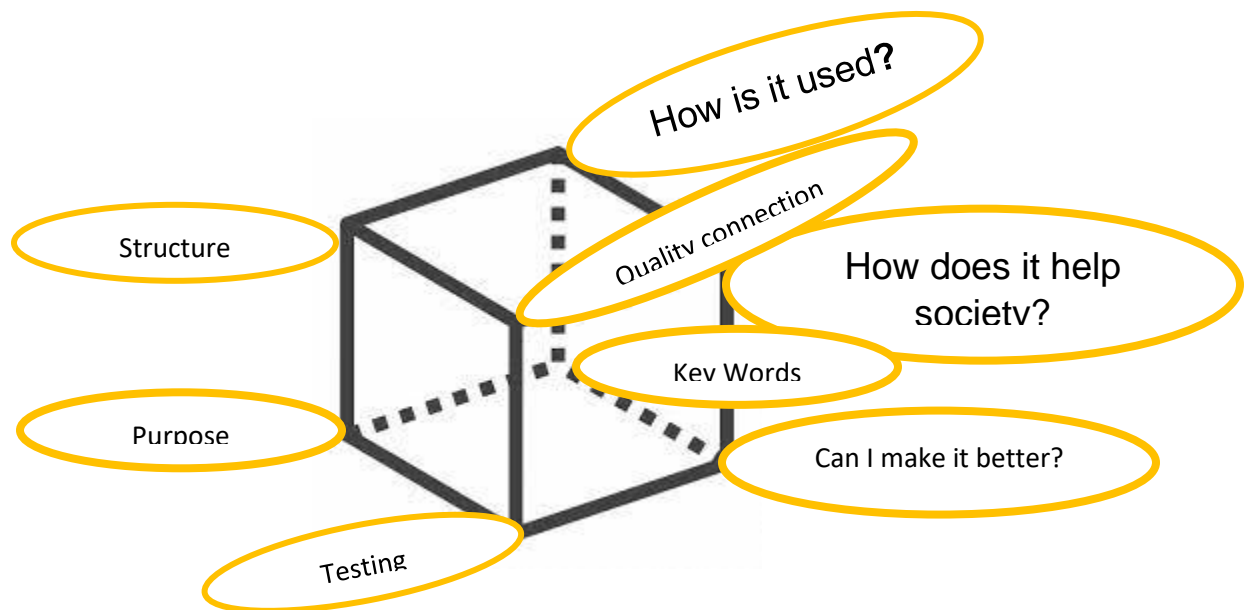 How is it used?
Quality connection
Structure
How does it help
society?
Key Words
Purpose
Can I make it better?
Testing